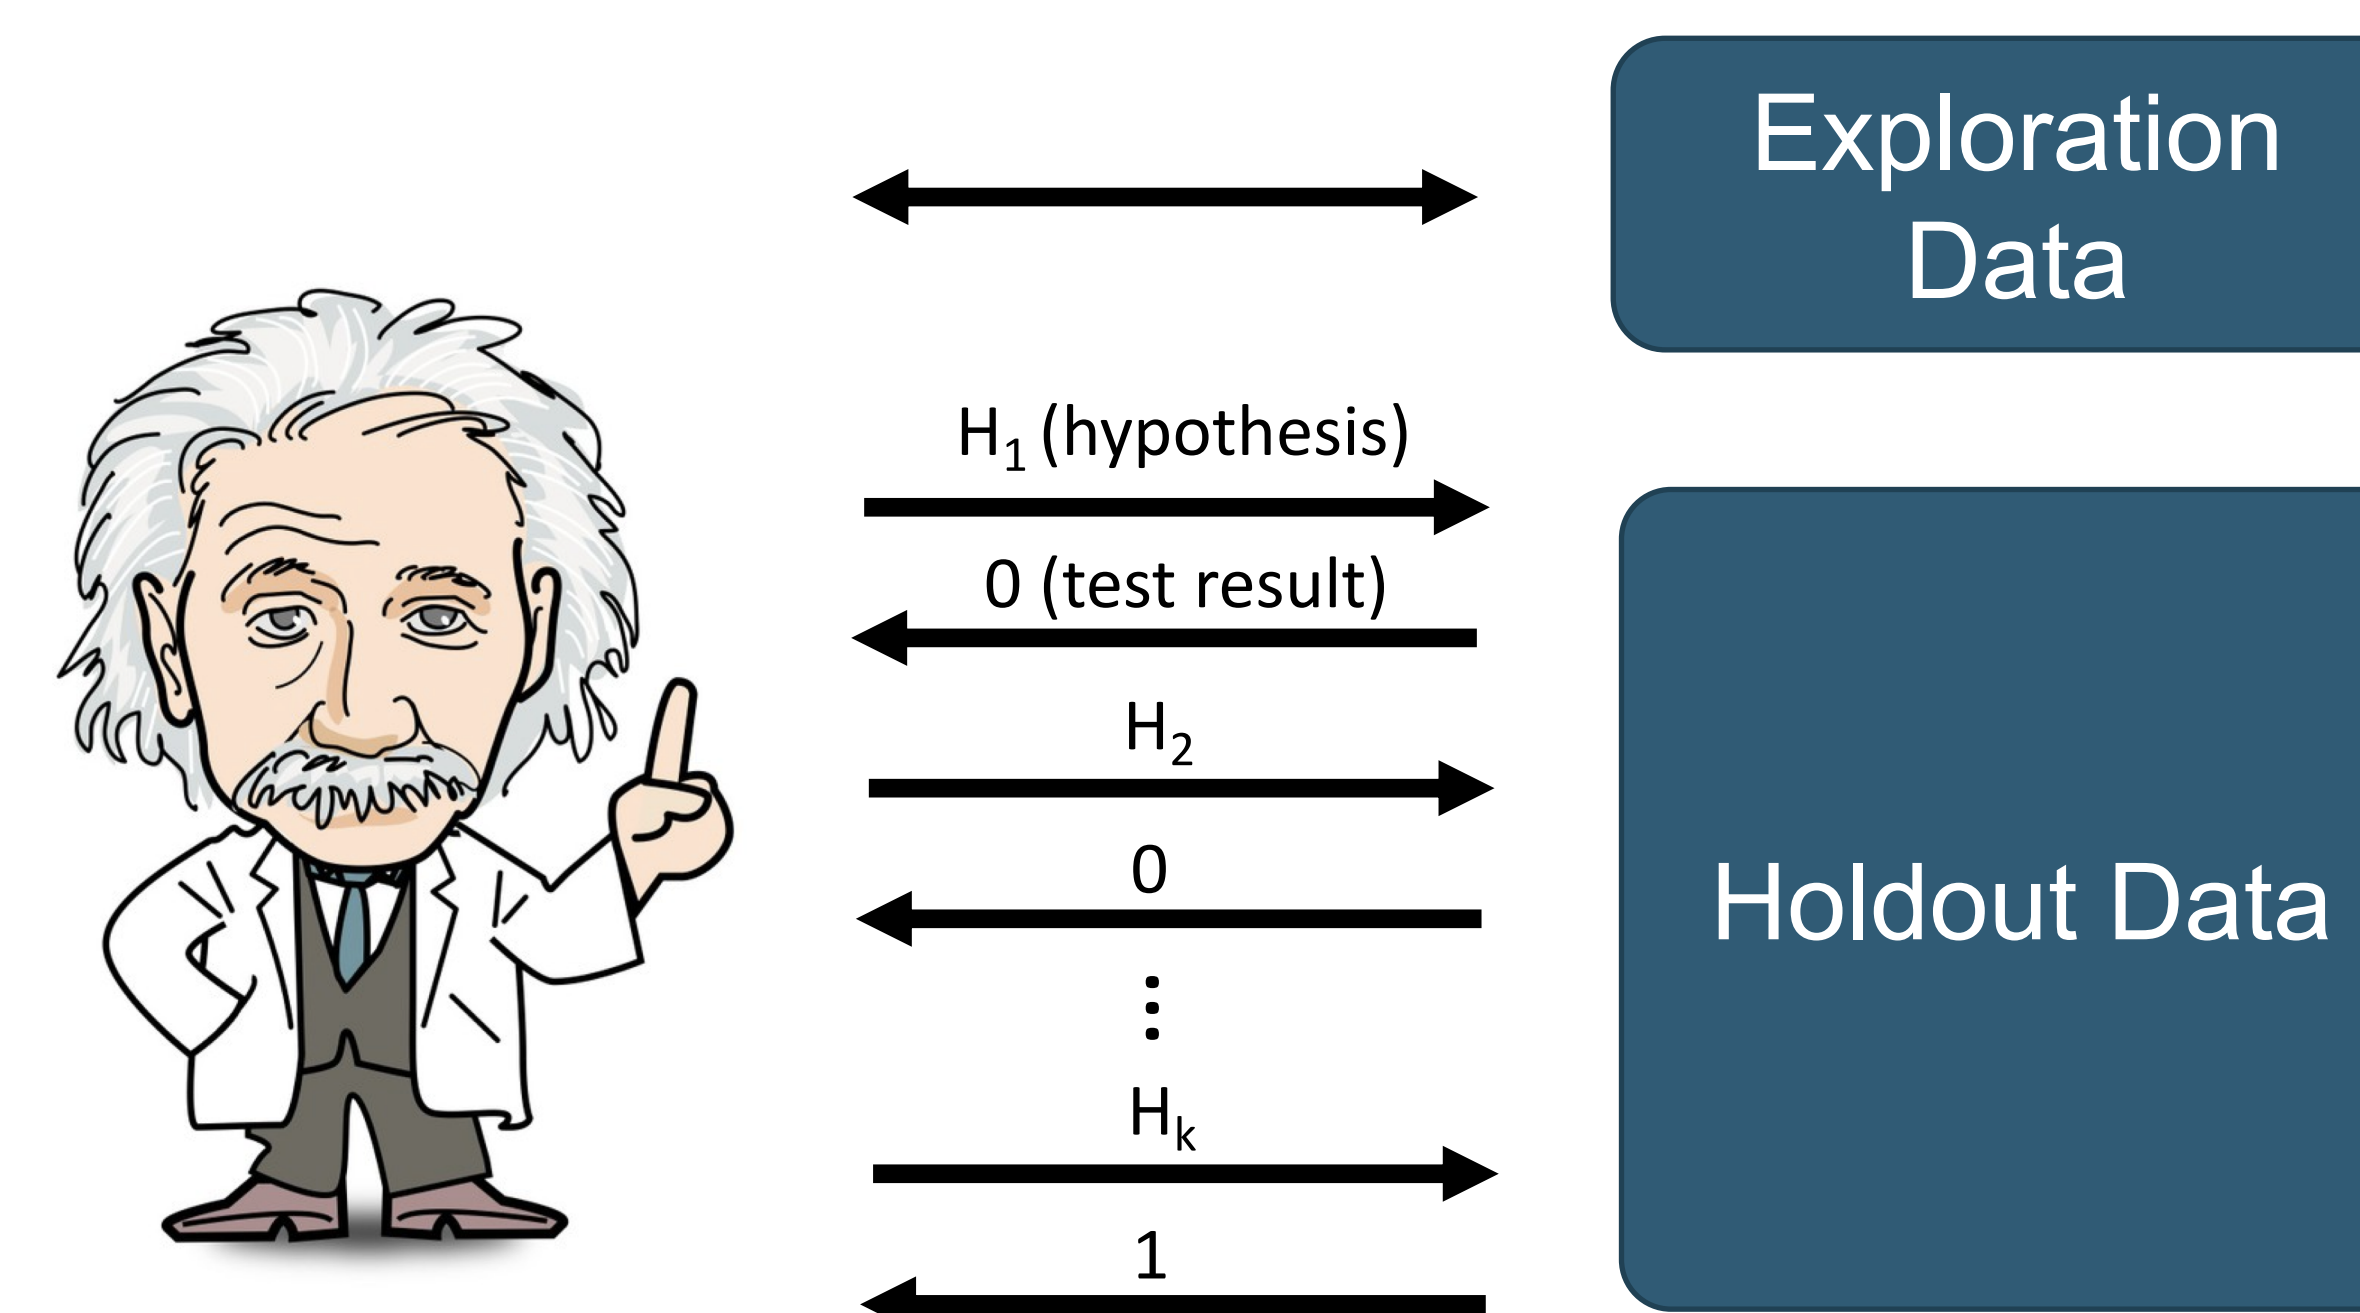 Exploration
Data
H₁ (hypothesis)
0 (test result)
H₂
0
⋮
Holdout Data
Hₖ
1